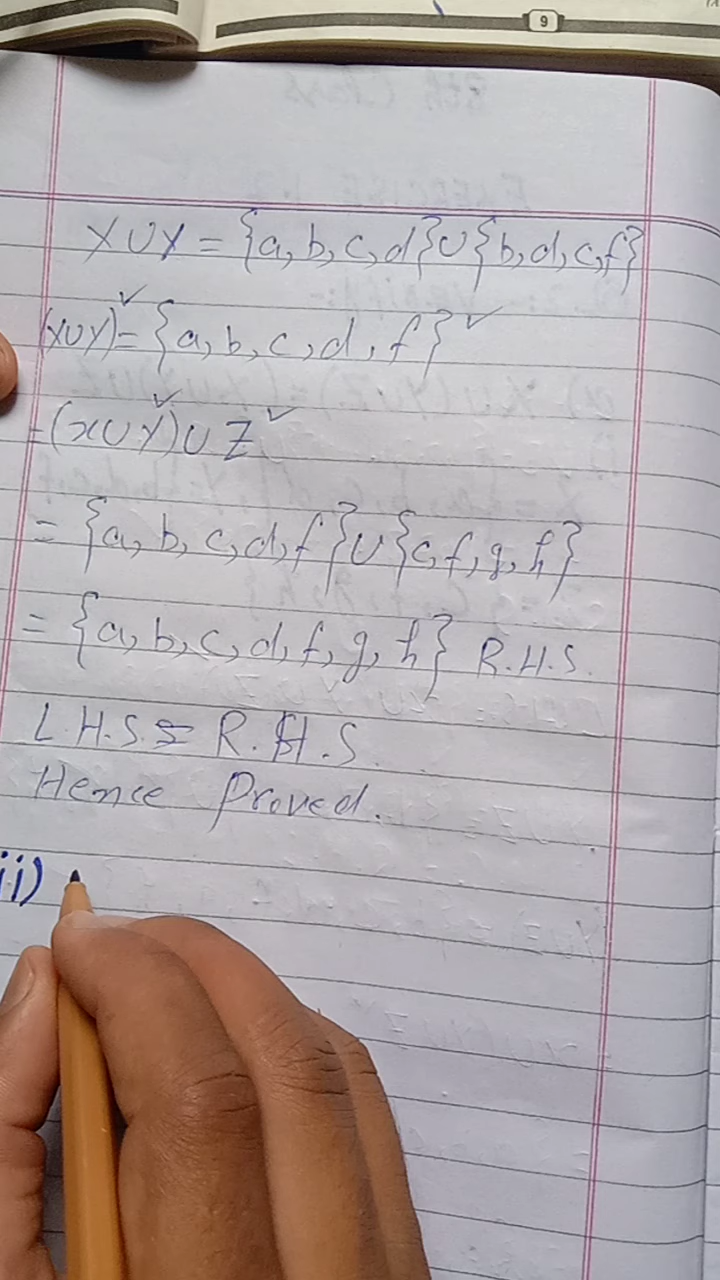 9
X∪Y = {a, b, c, d}∪{b, d, c, f}
(X∪Y) = {a, b, c, d, f}
= (X∪Y)∪Z
= {a, b, c, d, f}∪{c, f, g, h}
= {a, b, c, d, f, g, h} R.H.S.
L.H.S = R.H.S
Hence Proved.
ii)